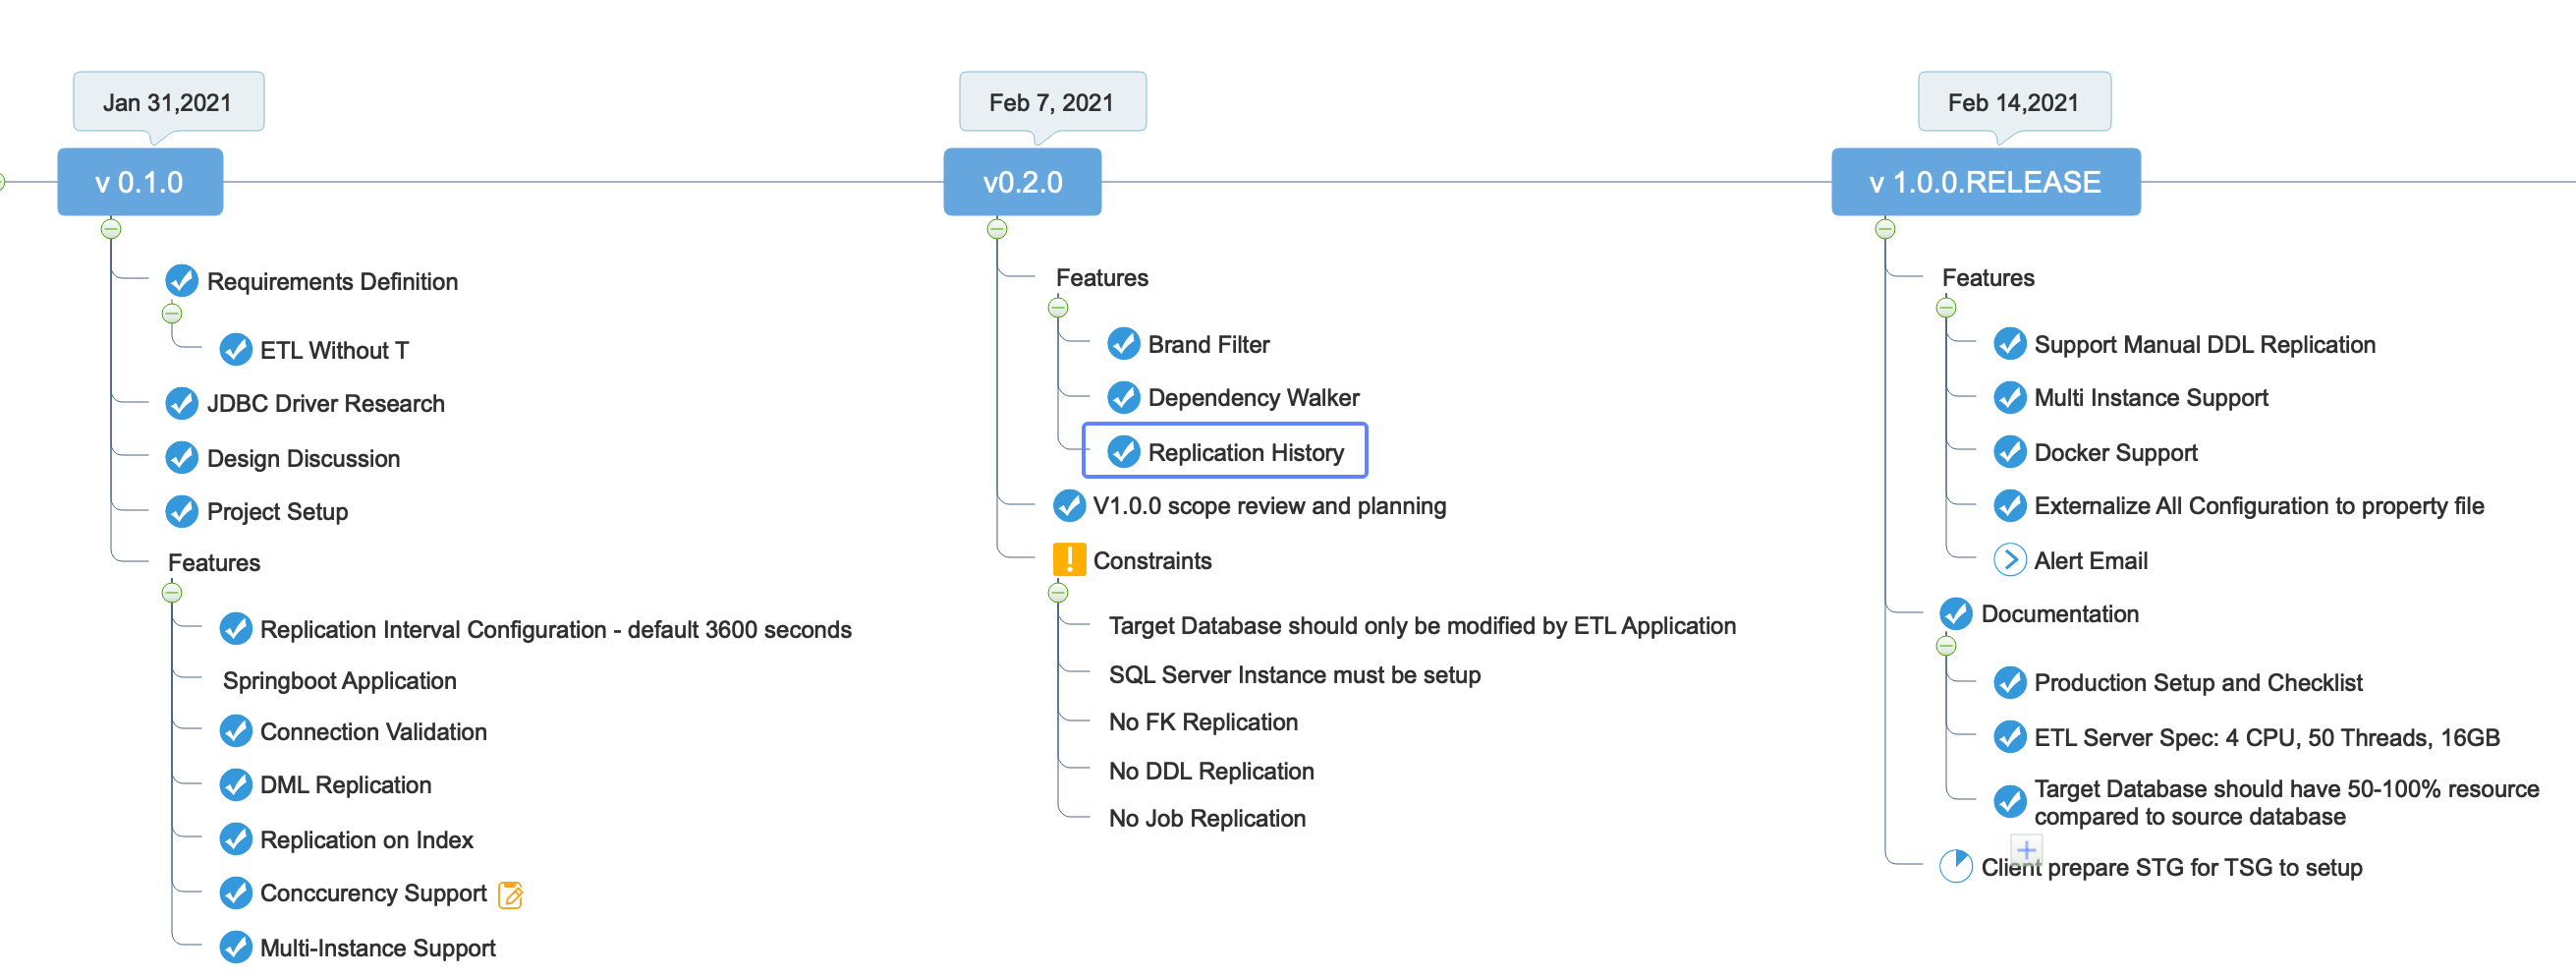 Jan 31,2021
v 0.1.0
Requirements Definition
ETL Without T
JDBC Driver Research
Design Discussion
Project Setup
Features
Replication Interval Configuration - default 3600 seconds
Springboot Application
Connection Validation
DML Replication
Replication on Index
Conccurency Support
Multi-Instance Support
Feb 7, 2021
v0.2.0
Features
Brand Filter
Dependency Walker
Replication History
V1.0.0 scope review and planning
Constraints
Target Database should only be modified by ETL Application
SQL Server Instance must be setup
No FK Replication
No DDL Replication
No Job Replication
Feb 14,2021
v 1.0.0.RELEASE
Features
Support Manual DDL Replication
Multi Instance Support
Docker Support
Externalize All Configuration to property file
Alert Email
Documentation
Production Setup and Checklist
ETL Server Spec: 4 CPU, 50 Threads, 16GB
Target Database should have 50-100% resource
compared to source database
Client prepare STG for TSG to setup